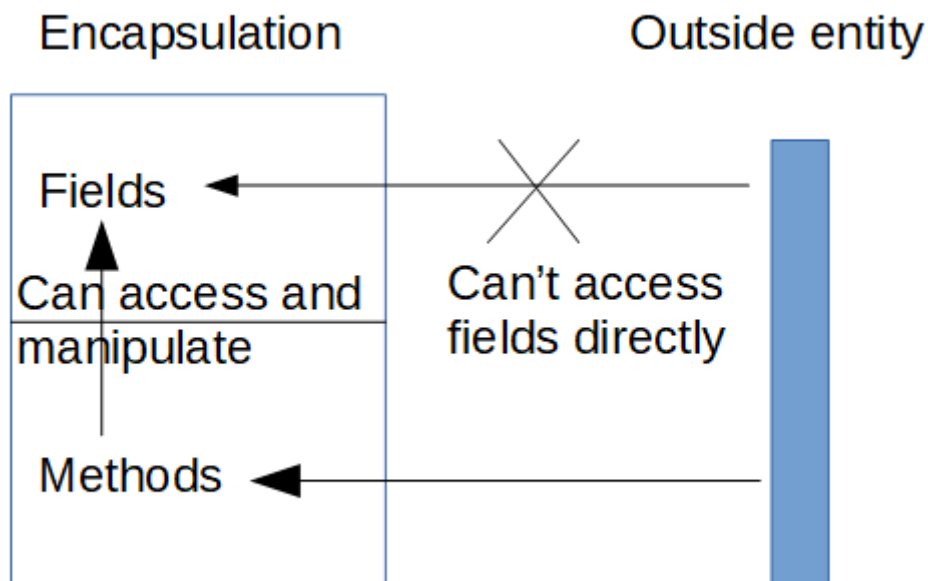 Encapsulation
Outside entity
Fields
Can access and
manipulate
Can’t access
fields directly
Methods